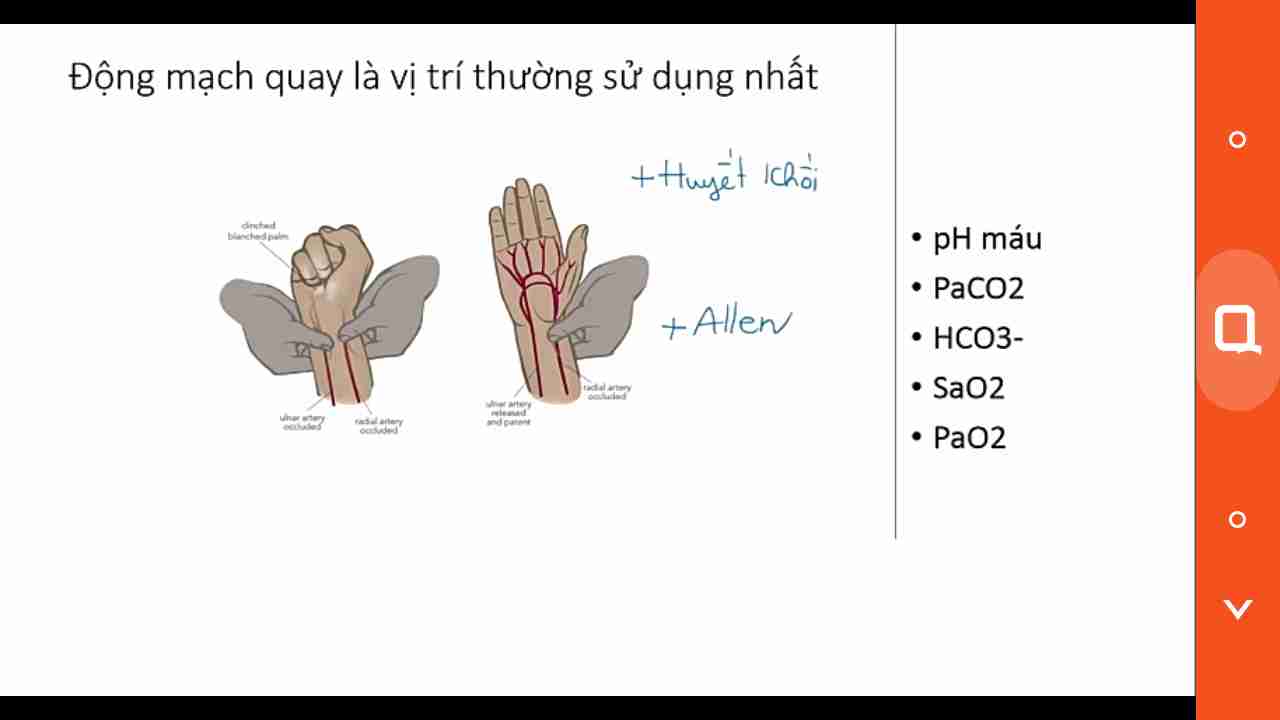 Động mạch quay là vị trí thường sử dụng nhất
+ Huyết khối
clinched
blanched palm
ulnar artery
occluded
radial artery
occluded
+ Allen
radial artery
occluded
ulnar artery
released
and patent
• pH máu
• PaCO2
• HCO3-
• SaO2
• PaO2